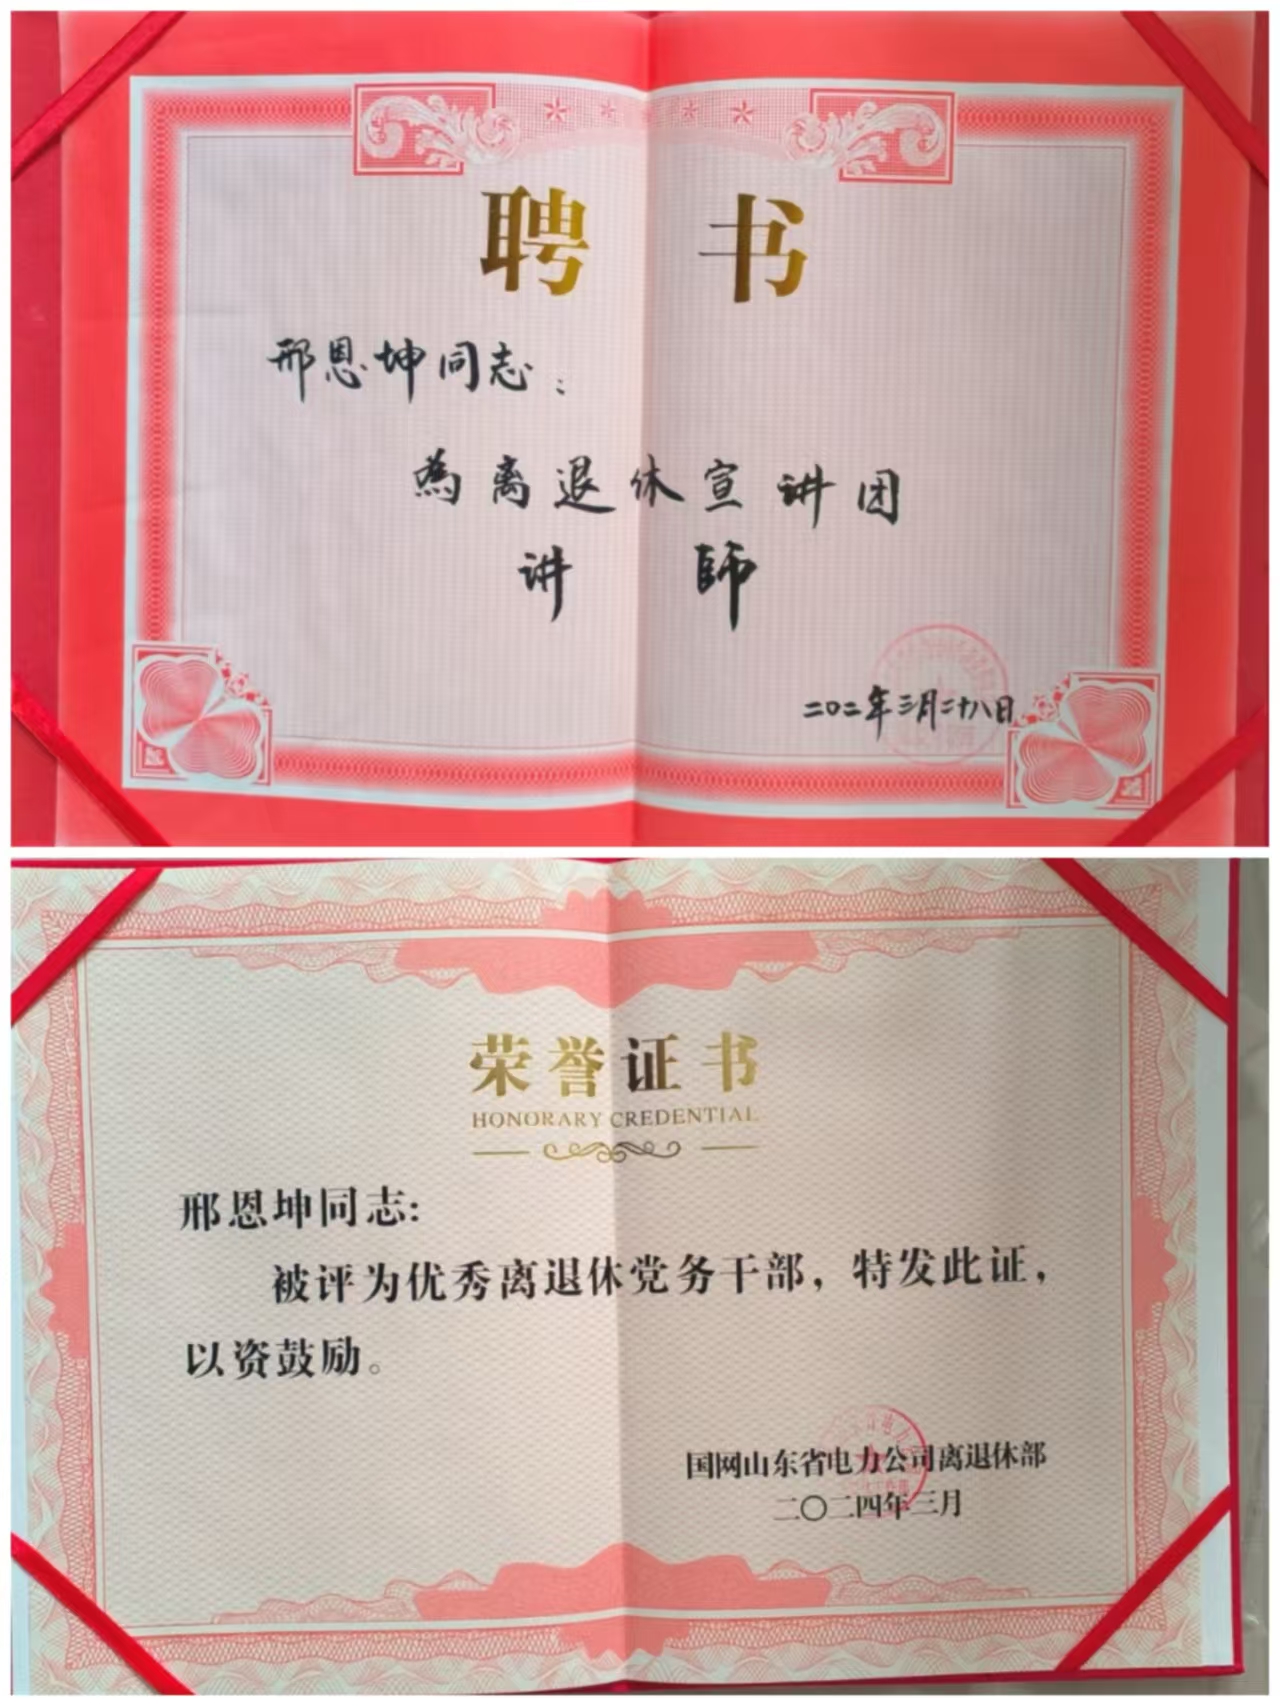 聘 书
邢恩坤同志：
為离退休宣讲团
讲 師
二〇二年三月二十八日
荣誉证书
HONORARY CREDENTIAL
邢恩坤同志:
被评为优秀离退休党务干部，特发此证，
以资鼓励。
国网山东省电力公司离退休部
二〇二四年三月